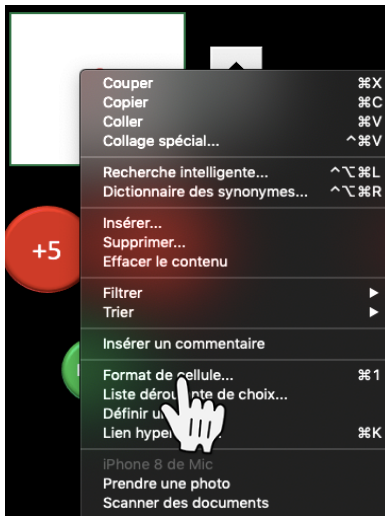 Couper ⌘X
Copier ⌘C
Coller ⌘V
Collage spécial... ^⌘V
Recherche intelligente... ^⌥⌘L
Dictionnaire des synonymes... ^⌥⌘R
Insérer...
Supprimer...
Effacer le contenu
Filtrer ▶
Trier ▶
Insérer un commentaire
Format de cellule... ⌘1
de choix...
Définir
Lien ⌘K
iPhone 8 de Mic
Prendre une photo
Scanner des documents
+5